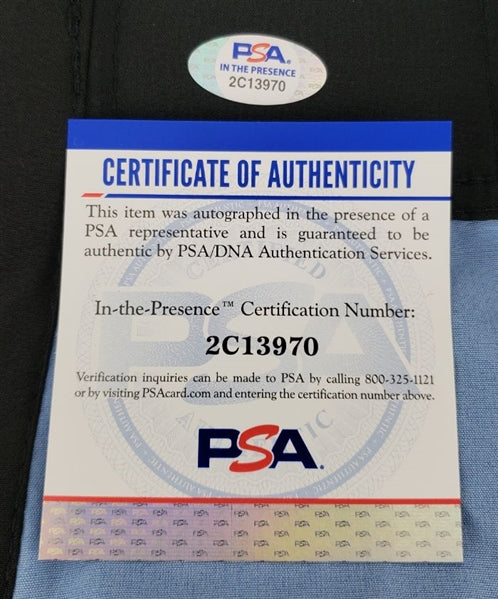 PSA
IN THE PRESENCE
2C13970
CERTIFICATE OF AUTHENTICITY
This item was autographed in the presence of a
PSA representative and is guaranteed to be
authentic by PSA/DNA Authentication Services.
In-the-Presence™ Certification Number:
2C13970
Verification inquiries can be made to PSA by calling 800-325-1121
or by visiting PSAcard.com and entering the certification number above.
PSA